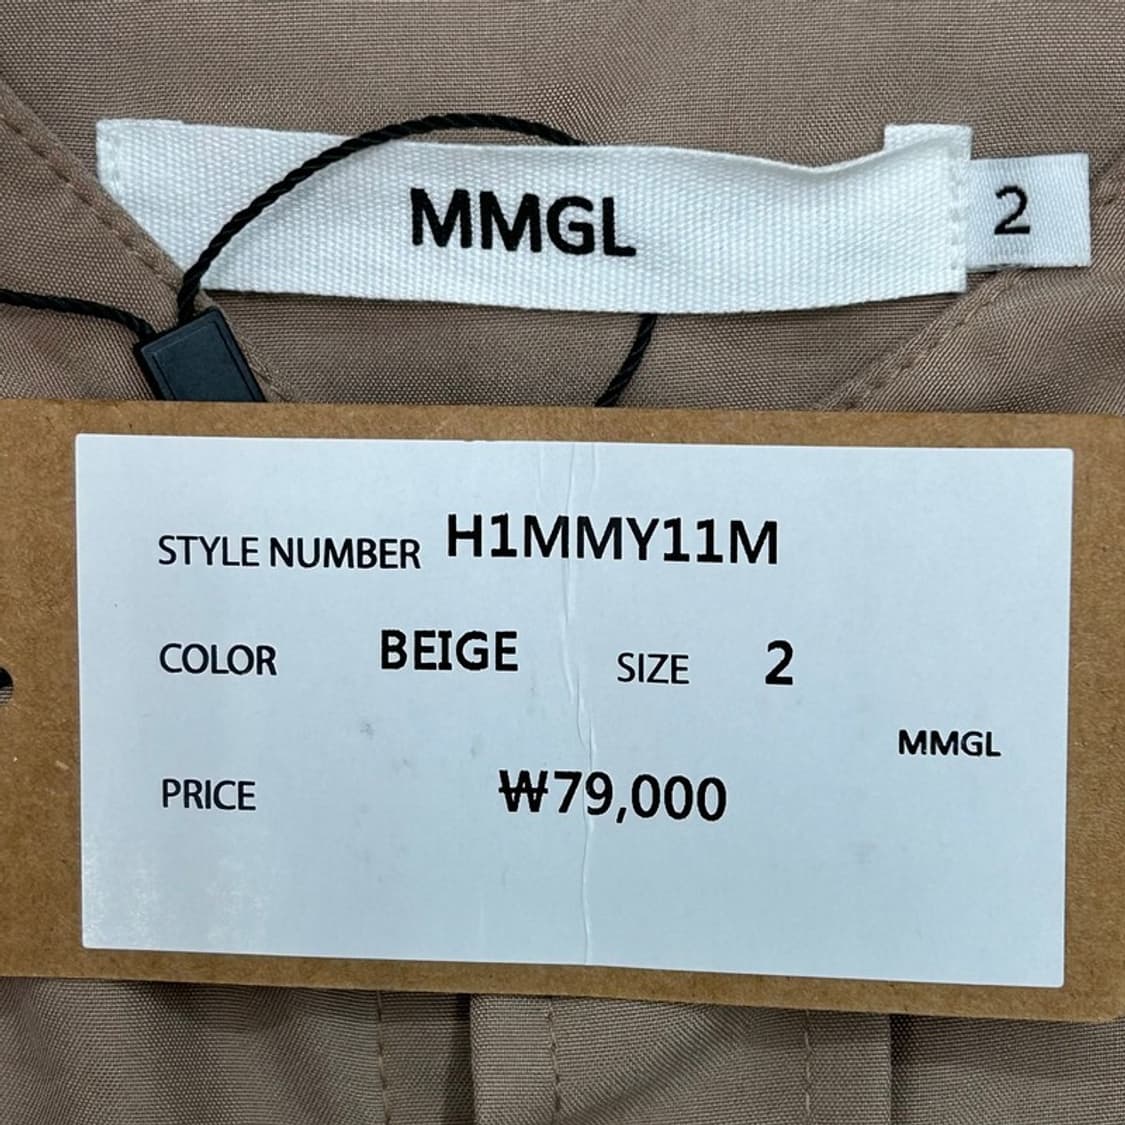 MMGL
2
STYLE NUMBER H1MMY11M
COLOR BEIGE SIZE 2
MMGL
PRICE ₩79,000